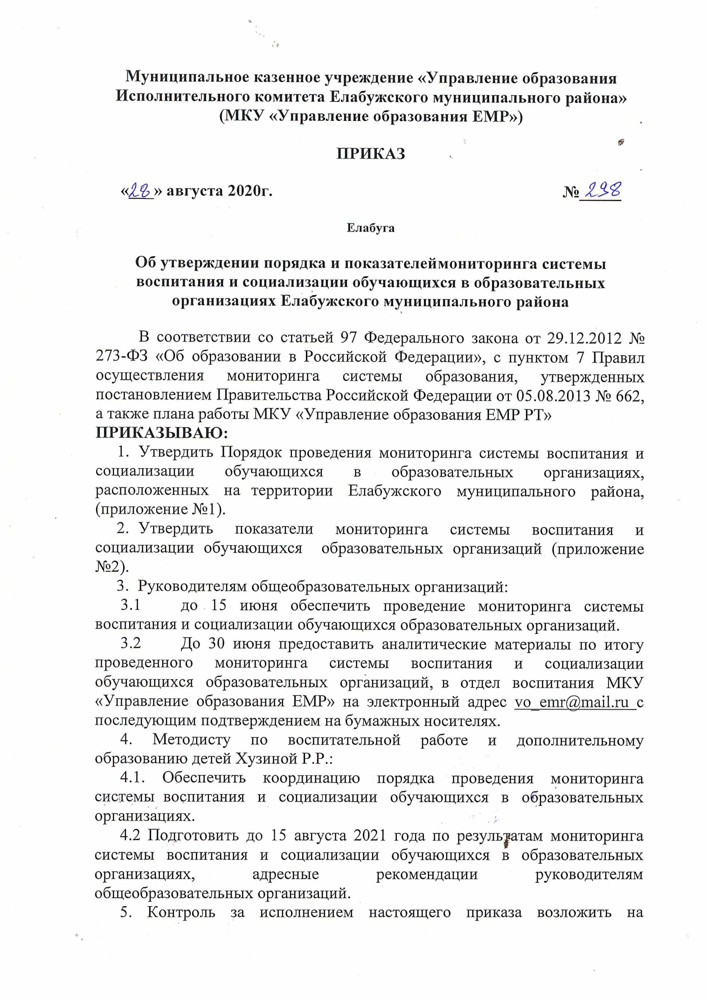 Муниципальное казенное учреждение «Управление образования
Исполнительного комитета Елабужского муниципального района»
(МКУ «Управление образования ЕМР»)
ПРИКАЗ
«28» августа 2020г. № 298
Елабуга
Об утверждении порядка и показателеймониторинга системы
воспитания и социализации обучающихся в образовательных
организациях Елабужского муниципального района
В соответствии со статьей 97 Федерального закона от 29.12.2012 №
273-ФЗ «Об образовании в Российской Федерации», с пунктом 7 Правил
осуществления мониторинга системы образования, утвержденных
постановлением Правительства Российской Федерации от 05.08.2013 № 662,
а также плана работы МКУ «Управление образования ЕМР РТ»
ПРИКАЗЫВАЮ:
1. Утвердить Порядок проведения мониторинга системы воспитания и
социализации обучающихся в образовательных организациях,
расположенных на территории Елабужского муниципального района,
(приложение №1).
2. Утвердить показатели мониторинга системы воспитания и
социализации обучающихся образовательных организаций (приложение
№2).
3. Руководителям общеобразовательных организаций:
3.1 до 15 июня обеспечить проведение мониторинга системы
воспитания и социализации обучающихся образовательных организаций.
3.2 До 30 июня предоставить аналитические материалы по итогу
проведенного мониторинга системы воспитания и социализации
обучающихся образовательных организаций, в отдел воспитания МКУ
«Управление образования ЕМР» на электронный адрес vo_emr@mail.ru с
последующим подтверждением на бумажных носителях.
4. Методисту по воспитательной работе и дополнительному
образованию детей Хузиной Р.Р.:
4.1. Обеспечить координацию порядка проведения мониторинга
системы воспитания и социализации обучающихся в образовательных
организациях.
4.2 Подготовить до 15 августа 2021 года по результатам мониторинга
системы воспитания и социализации обучающихся в образовательных
организациях, адресные рекомендации руководителям
общеобразовательных организаций.
5. Контроль за исполнением настоящего приказа возложить на